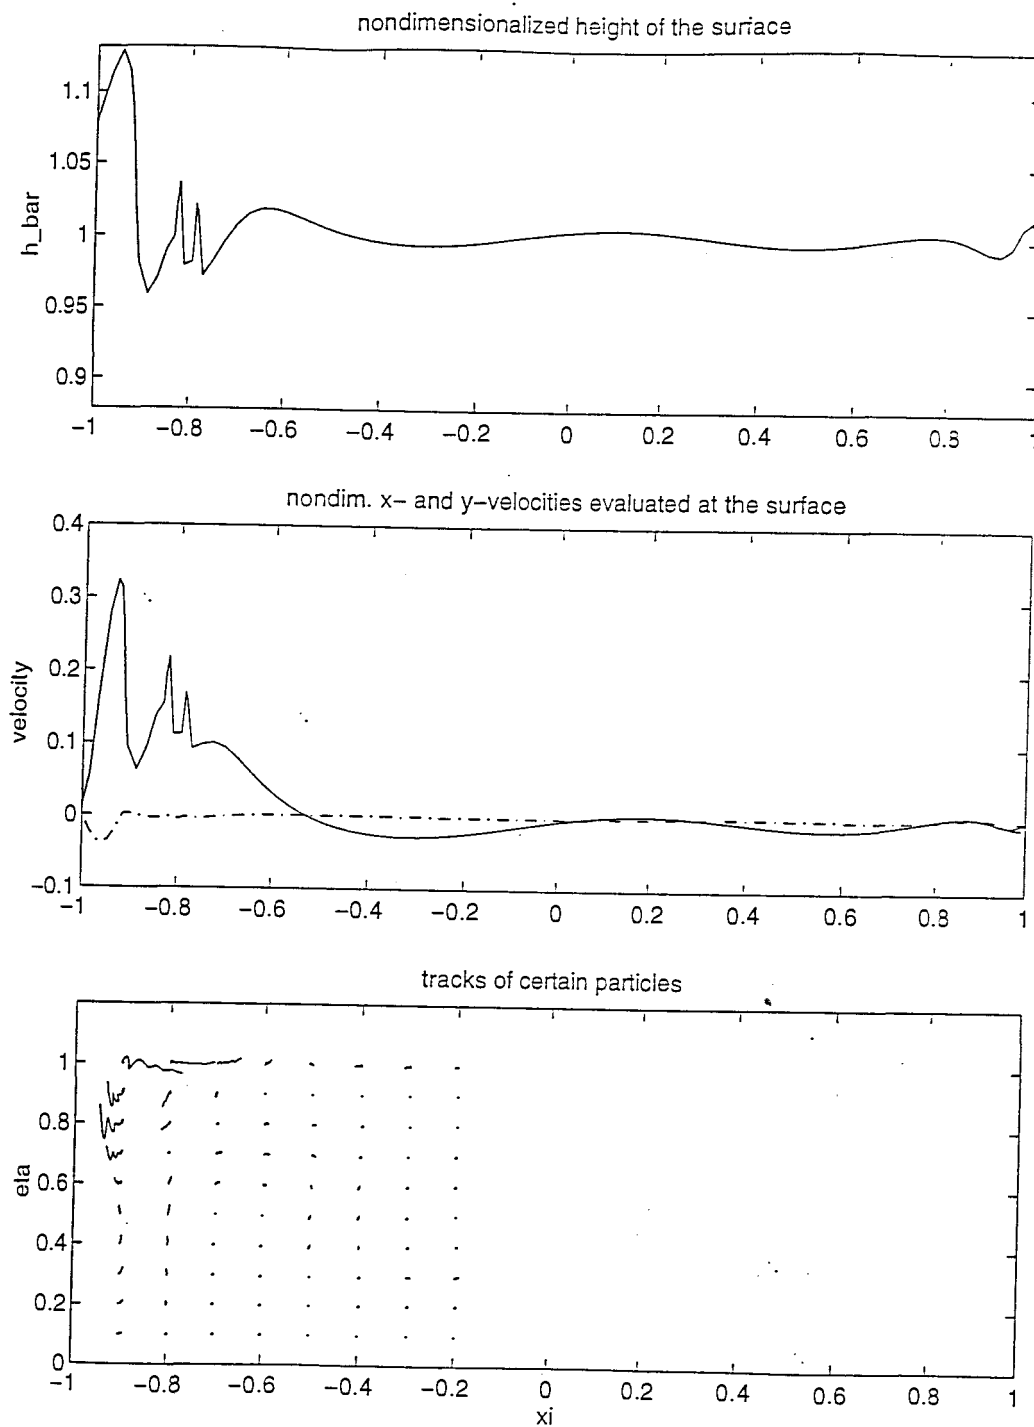 nondimensionalized height of the surface
1.1
1.05
1
0.95
0.9
h_bar
-1 -0.8 -0.6 -0.4 -0.2 0 0.2 0.4 0.6 0.8 1
nondim. x- and y-velocities evaluated at the surface
0.4
0.3
0.2
0.1
0
-0.1
velocity
-1 -0.8 -0.6 -0.4 -0.2 0 0.2 0.4 0.6 0.8 1
tracks of certain particles
1
0.8
0.6
0.4
0.2
0
eta
-1 -0.8 -0.6 -0.4 -0.2 0 0.2 0.4 0.6 0.8 1
xi